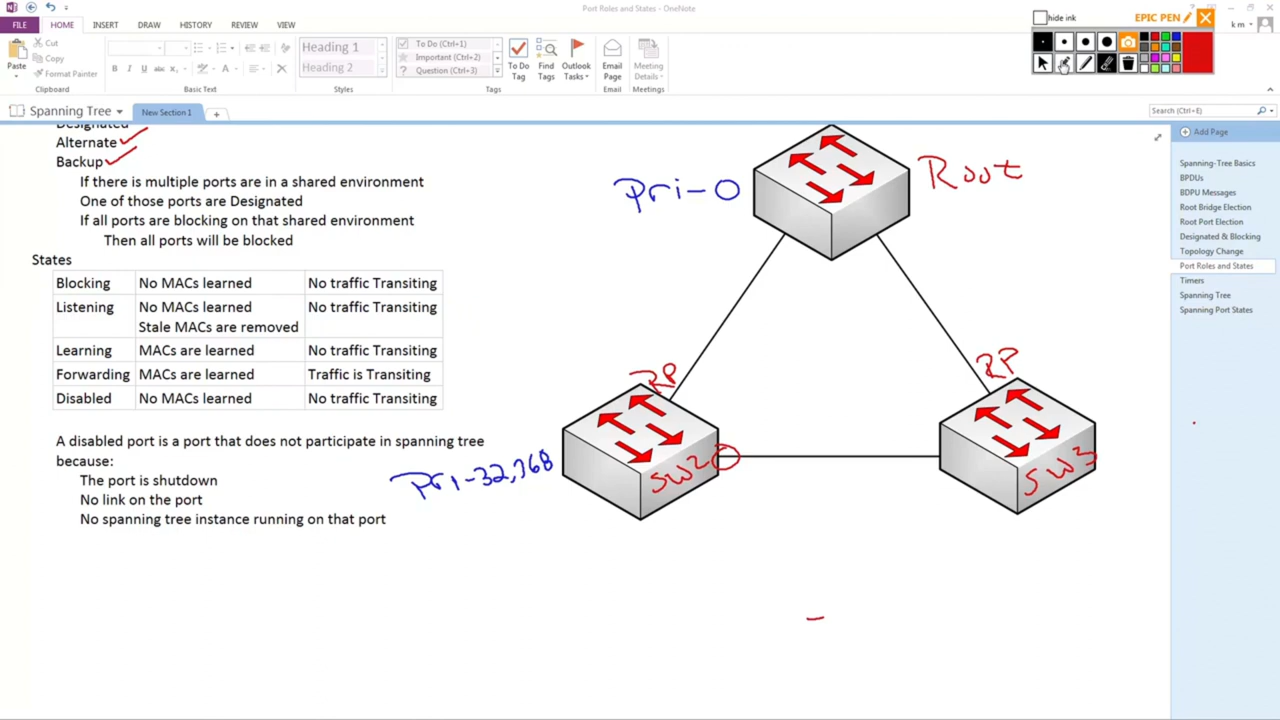 Port Roles and States - OneNote
hide ink
EPIC PEN
FILE HOME INSERT DRAW HISTORY REVIEW VIEW
k m
Paste
Cut
Copy
Format Painter
Clipboard
B I U abc
Basic Text
Heading 1
Heading 2
Styles
To Do (Ctrl+1)
Important (Ctrl+2)
Question (Ctrl+3)
To Do Tag
Find Tags
Outlook Tasks
Tags
Email Page
Email
Meeting Details
Meetings
Spanning Tree
New Section 1
Search (Ctrl+E)
Add Page
Spanning-Tree Basics
BPDUs
BDPU Messages
Root Bridge Election
Root Port Election
Designated & Blocking
Topology Change
Port Roles and States
Timers
Spanning Tree
Spanning Port States
Designated
Alternate
Backup
If there is multiple ports are in a shared environment
One of those ports are Designated
If all ports are blocking on that shared environment
Then all ports will be blocked
States
Blocking No MACs learned No traffic Transiting
Listening No MACs learned No traffic Transiting
Stale MACs are removed
Learning MACs are learned No traffic Transiting
Forwarding MACs are learned Traffic is Transiting
Disabled No MACs learned No traffic Transiting
A disabled port is a port that does not participate in spanning tree
because:
The port is shutdown
No link on the port
No spanning tree instance running on that port
Pri-0
Root
RP
RP
Pri-32,768
SW2
SW3